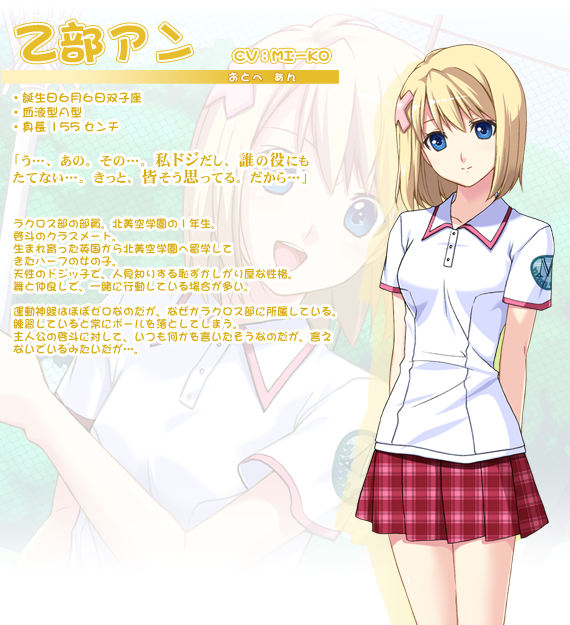 乙部アン
CV:MI-KO
おとべ あん
・誕生日6月6日双子座
・血液型A型
・身長155センチ
「う…、あの。その…。私ドジだし、誰の役にも
たてない…。きっと、皆そう思ってる。だから…」
ラクロス部の部員。北美空学園の1年生。
啓斗のクラスメート。
生まれ育った英国から北美空学園へ留学して
きたハーフの女の子。
天性のドジッ子で、人見知りする恥ずかしがり屋な性格。
舞と仲良しで、一緒に行動している場合が多い。
運動神経はほぼゼロなのだが、なぜかラクロス部に所属している。
練習していると常にボールを落としてしまう。
主人公の啓斗に対して、いつも何かを言いたそうなのだが、言え
ないでいるみたいだが…。